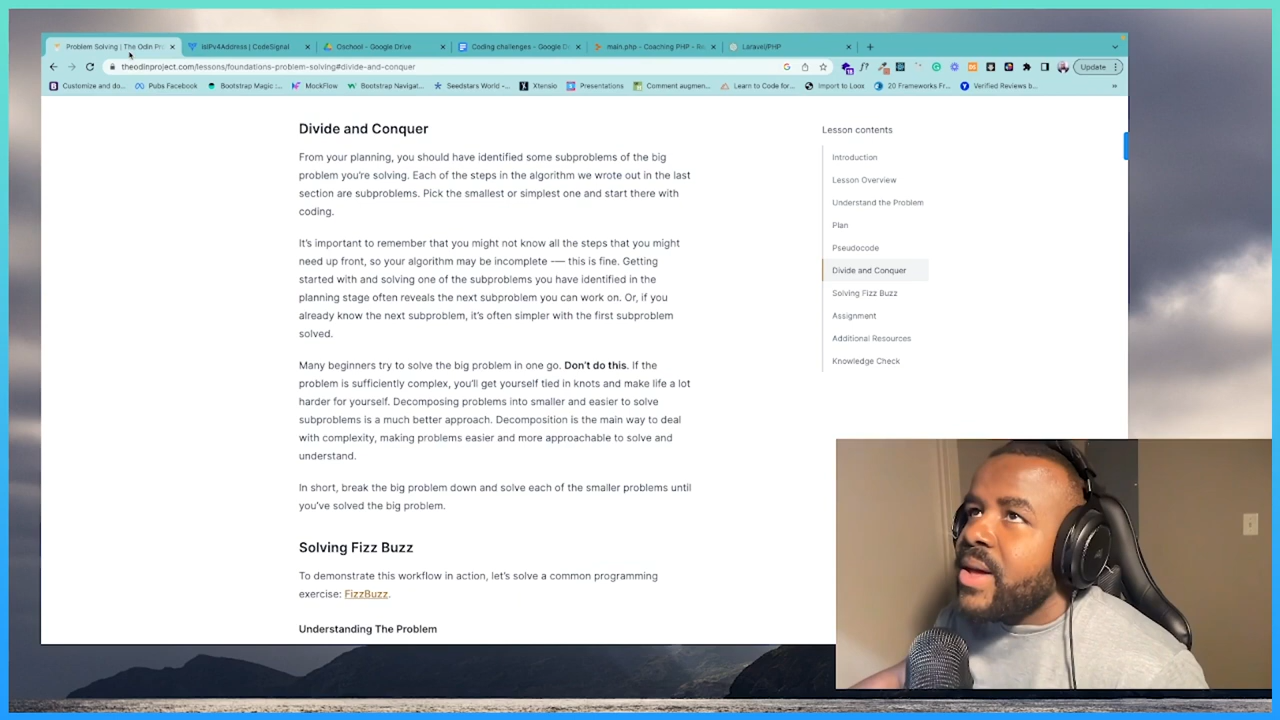 Problem Solving | The Odin Pro
isIPv4Address | CodeSignal
Oschool - Google Drive
Coding challenges - Google D
main.php - Coaching PHP - Re
Laravel/PHP
theodinproject.com/lessons/foundations-problem-solving#divide-and-conquer
Update
Customize and do...
Pubs Facebook
Bootstrap Magic :...
MockFlow
Bootstrap Navigat...
Seedstars World -...
Xtensio
Presentations
Comment augmen...
Learn to Code for...
Import to Loox
20 Frameworks Fr...
Verified Reviews b...
Divide and Conquer
From your planning, you should have identified some subproblems of the big
problem you're solving. Each of the steps in the algorithm we wrote out in the last
section are subproblems. Pick the smallest or simplest one and start there with
coding.
It's important to remember that you might not know all the steps that you might
need up front, so your algorithm may be incomplete -— this is fine. Getting
started with and solving one of the subproblems you have identified in the
planning stage often reveals the next subproblem you can work on. Or, if you
already know the next subproblem, it's often simpler with the first subproblem
solved.
Many beginners try to solve the big problem in one go. Don't do this. If the
problem is sufficiently complex, you'll get yourself tied in knots and make life a lot
harder for yourself. Decomposing problems into smaller and easier to solve
subproblems is a much better approach. Decomposition is the main way to deal
with complexity, making problems easier and more approachable to solve and
understand.
In short, break the big problem down and solve each of the smaller problems until
you've solved the big problem.
Solving Fizz Buzz
To demonstrate this workflow in action, let's solve a common programming
exercise: FizzBuzz.
Understanding The Problem
Lesson contents
Introduction
Lesson Overview
Understand the Problem
Plan
Pseudocode
Divide and Conquer
Solving Fizz Buzz
Assignment
Additional Resources
Knowledge Check